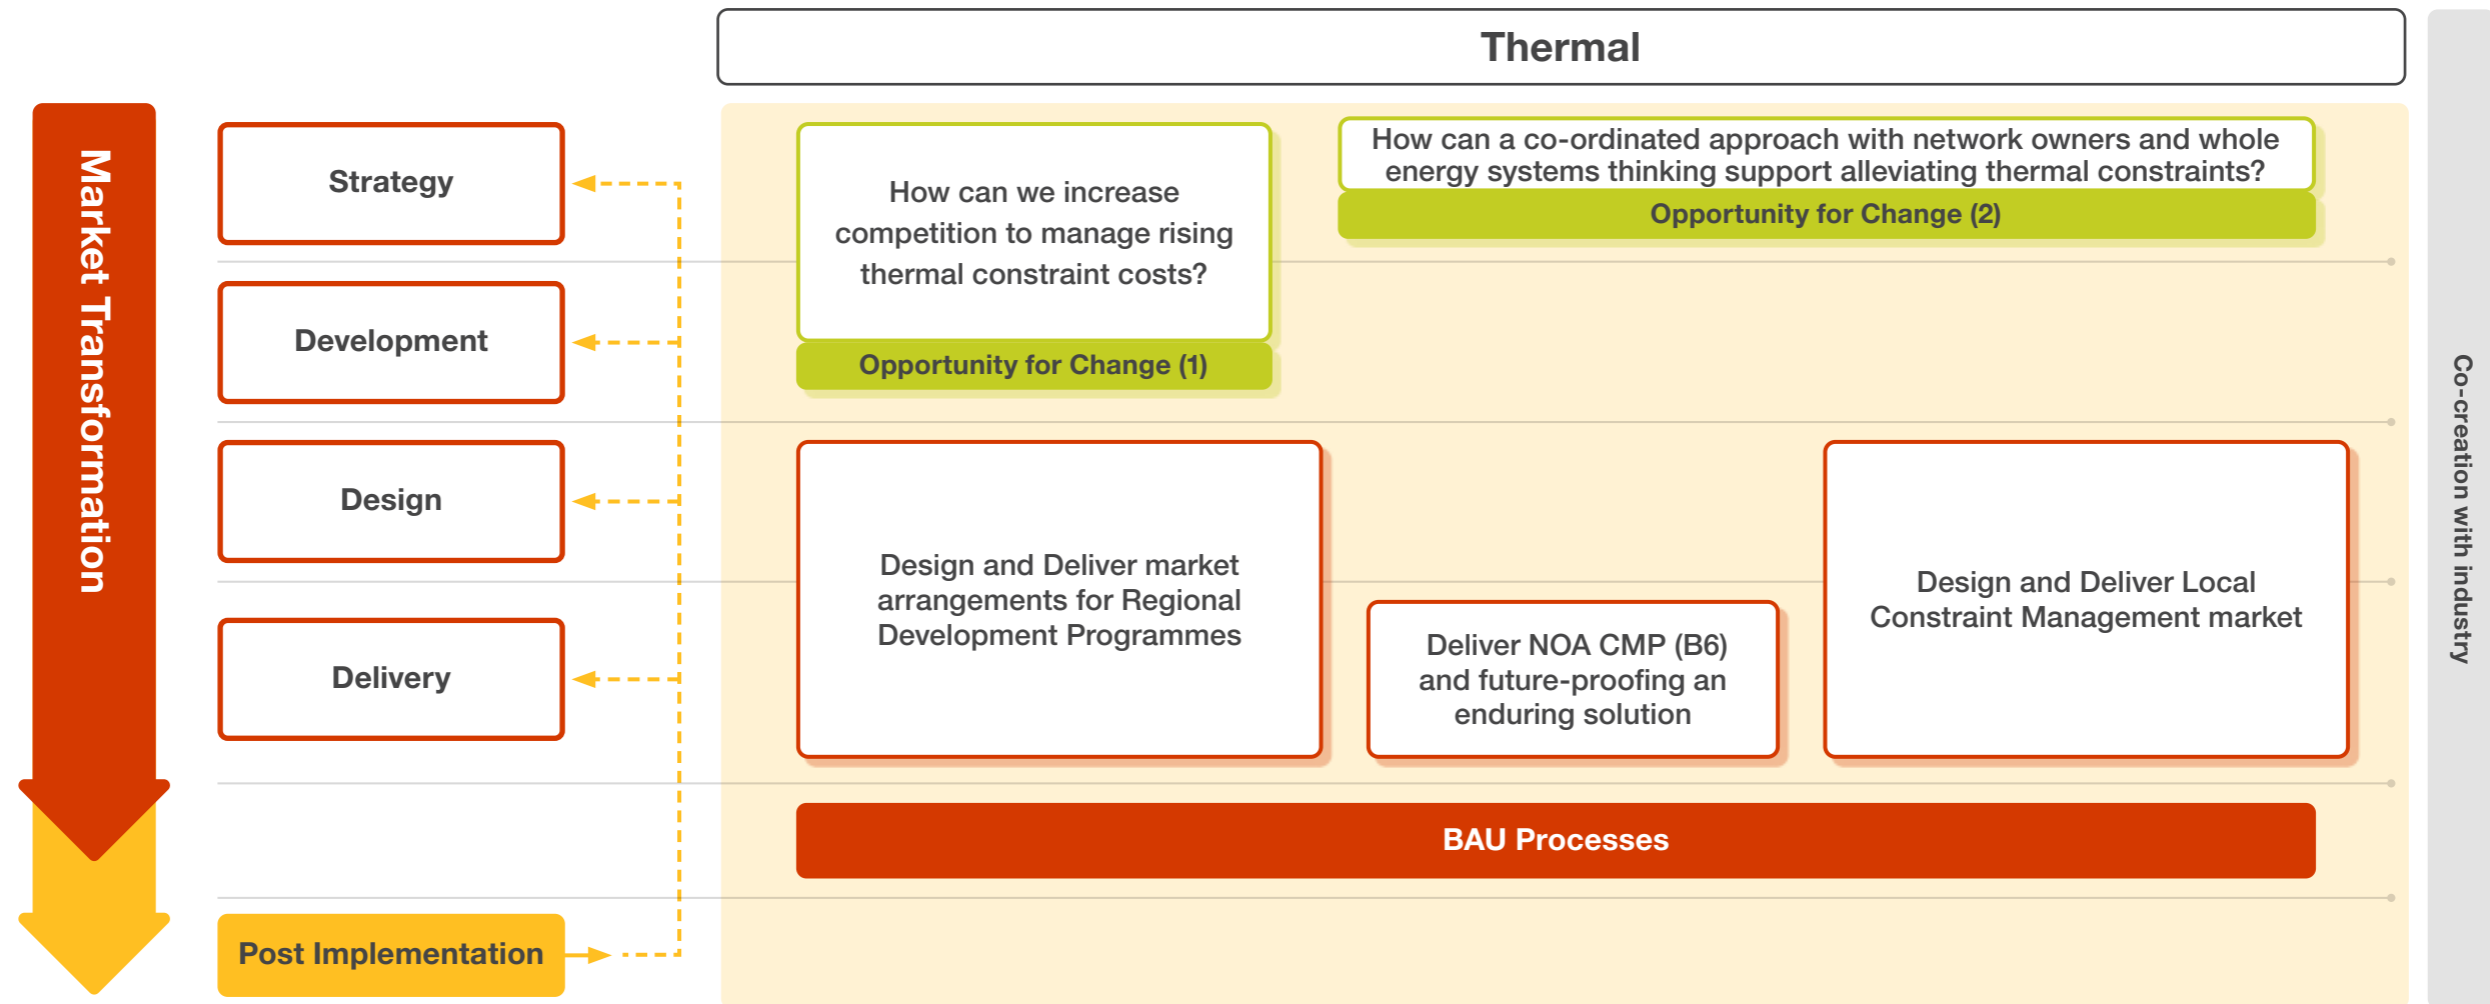 Thermal
Market Transformation
Strategy
How can we increase
competition to manage rising
thermal constraint costs?
Opportunity for Change (1)
How can a co-ordinated approach with network owners and whole
energy systems thinking support alleviating thermal constraints?
Opportunity for Change (2)
Development
Design
Design and Deliver market
arrangements for Regional
Development Programmes
Deliver NOA CMP (B6)
and future-proofing an
enduring solution
Design and Deliver Local
Constraint Management market
Delivery
BAU Processes
Post Implementation
Co-creation with industry